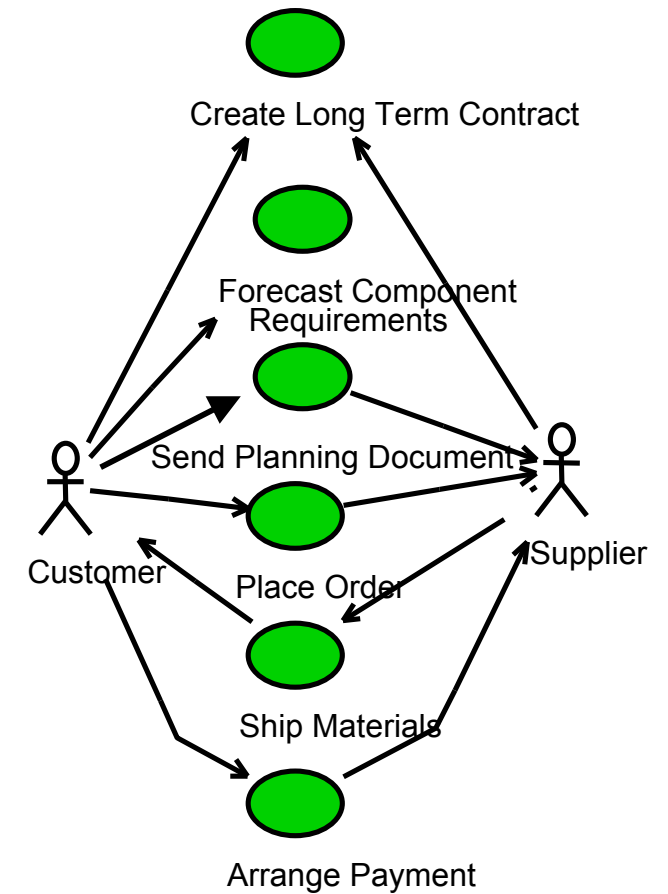 Create Long Term Contract
Forecast Component
Requirements
Send Planning Document
Supplier
Customer
Place Order
Ship Materials
Arrange Payment